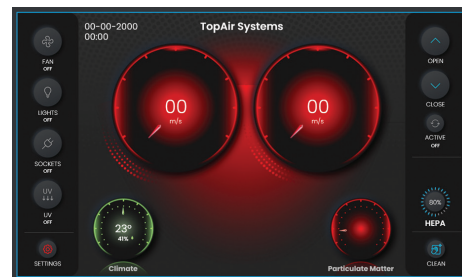 00-00-2000
00:00
TopAir Systems
FAN
OFF
LIGHTS
OFF
SOCKETS
OFF
UV
UV
OFF
SETTINGS
00
m/s
00
m/s
23°
41%
Climate
Particulate Matter
OPEN
CLOSE
ACTIVE
OFF
80%
HEPA
CLEAN